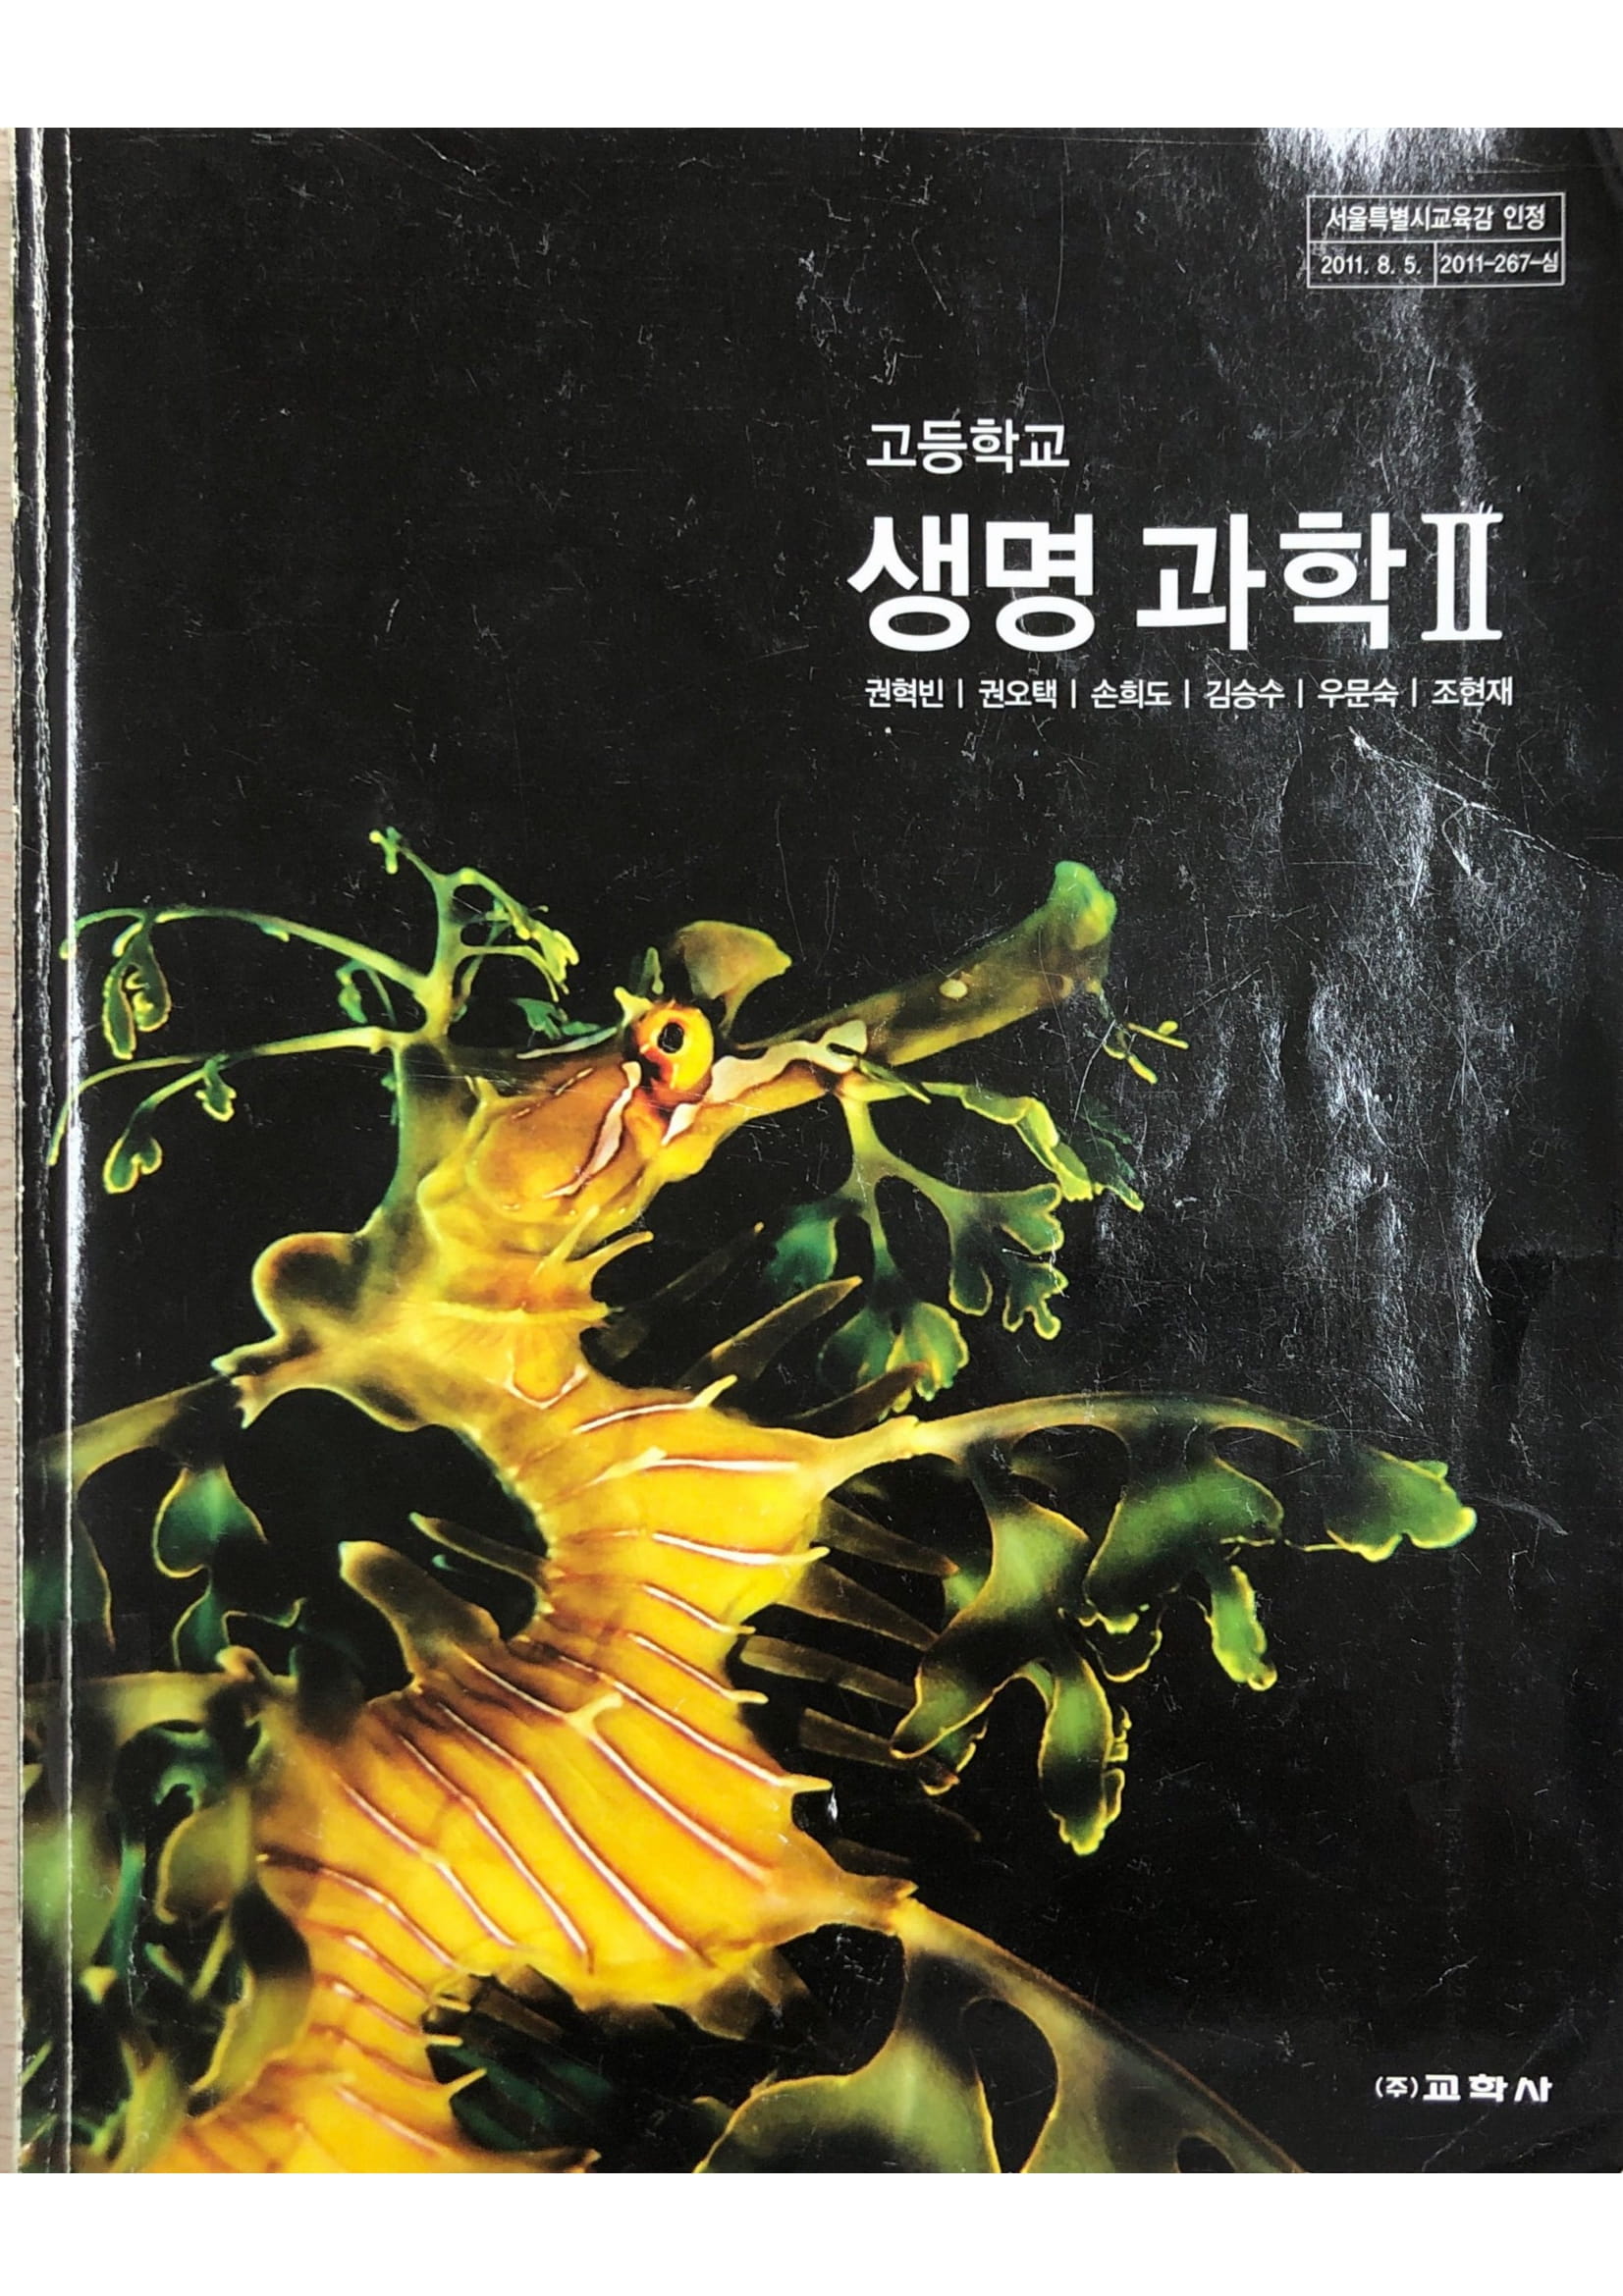 서울특별시교육감 인정
2011. 8. 5. 2011-267-심
고등학교
생명 과학Ⅱ
권혁빈 | 권오택 | 손희도 | 김승수 | 우문숙 | 조현재
(주)교학사